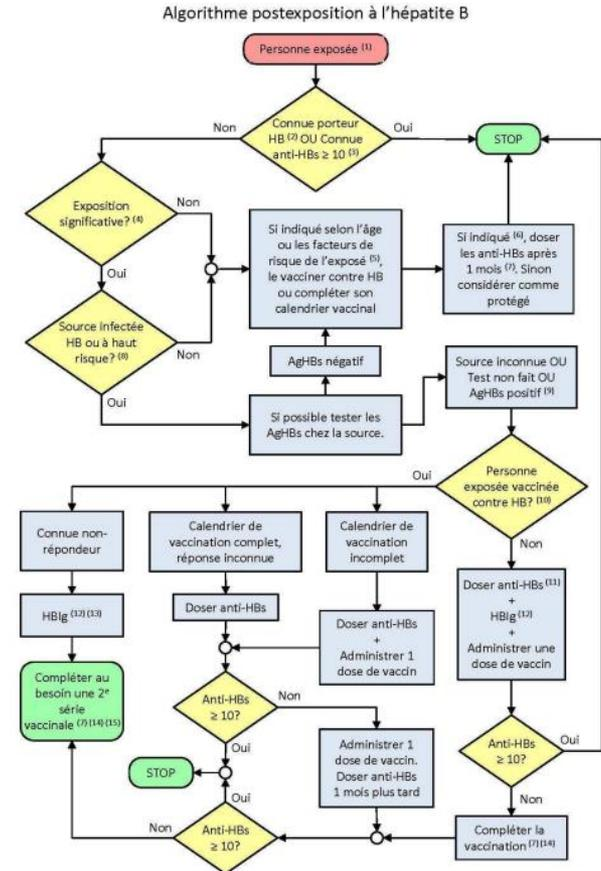 Algorithme postexposition à l'hépatite B
Personne exposée (1)
Connue porteur
HB (2) OU Connue
anti-HBs ≥ 10 (3)
Non
Oui
STOP
Exposition
significative? (4)
Non
Oui
Si indiqué selon l'âge
ou les facteurs de
risque de l'exposé (5),
le vacciner contre HB
ou compléter son
calendrier vaccinal
Si indiqué (6), doser
les anti-HBs après
1 mois (7). Sinon
considérer comme
protégé
Source infectée
HB ou à haut
risque? (8)
Non
Oui
AgHBs négatif
Si possible tester les
AgHBs chez la source.
Source inconnue OU
Test non fait OU
AgHBs positif (9)
Personne
exposée vaccinée
contre HB? (10)
Oui
Non
Connue non-
répondeur
Calendrier de
vaccination complet,
réponse inconnue
Calendrier de
vaccination
incomplet
HBIg (12) (13)
Doser anti-HBs
Doser anti-HBs
+
Administrer 1
dose de vaccin
Doser anti-HBs (11)
+
HBIg (12)
+
Administrer une
dose de vaccin
Compléter au
besoin une 2e
série
vaccinale (7) (14) (15)
Anti-HBs
≥ 10?
Non
Oui
Administrer 1
dose de vaccin.
Doser anti-HBs
1 mois plus tard
Anti-HBs
≥ 10?
Oui
Non
STOP
Oui
Anti-HBs
≥ 10?
Non
Compléter la
vaccination (7) (14)